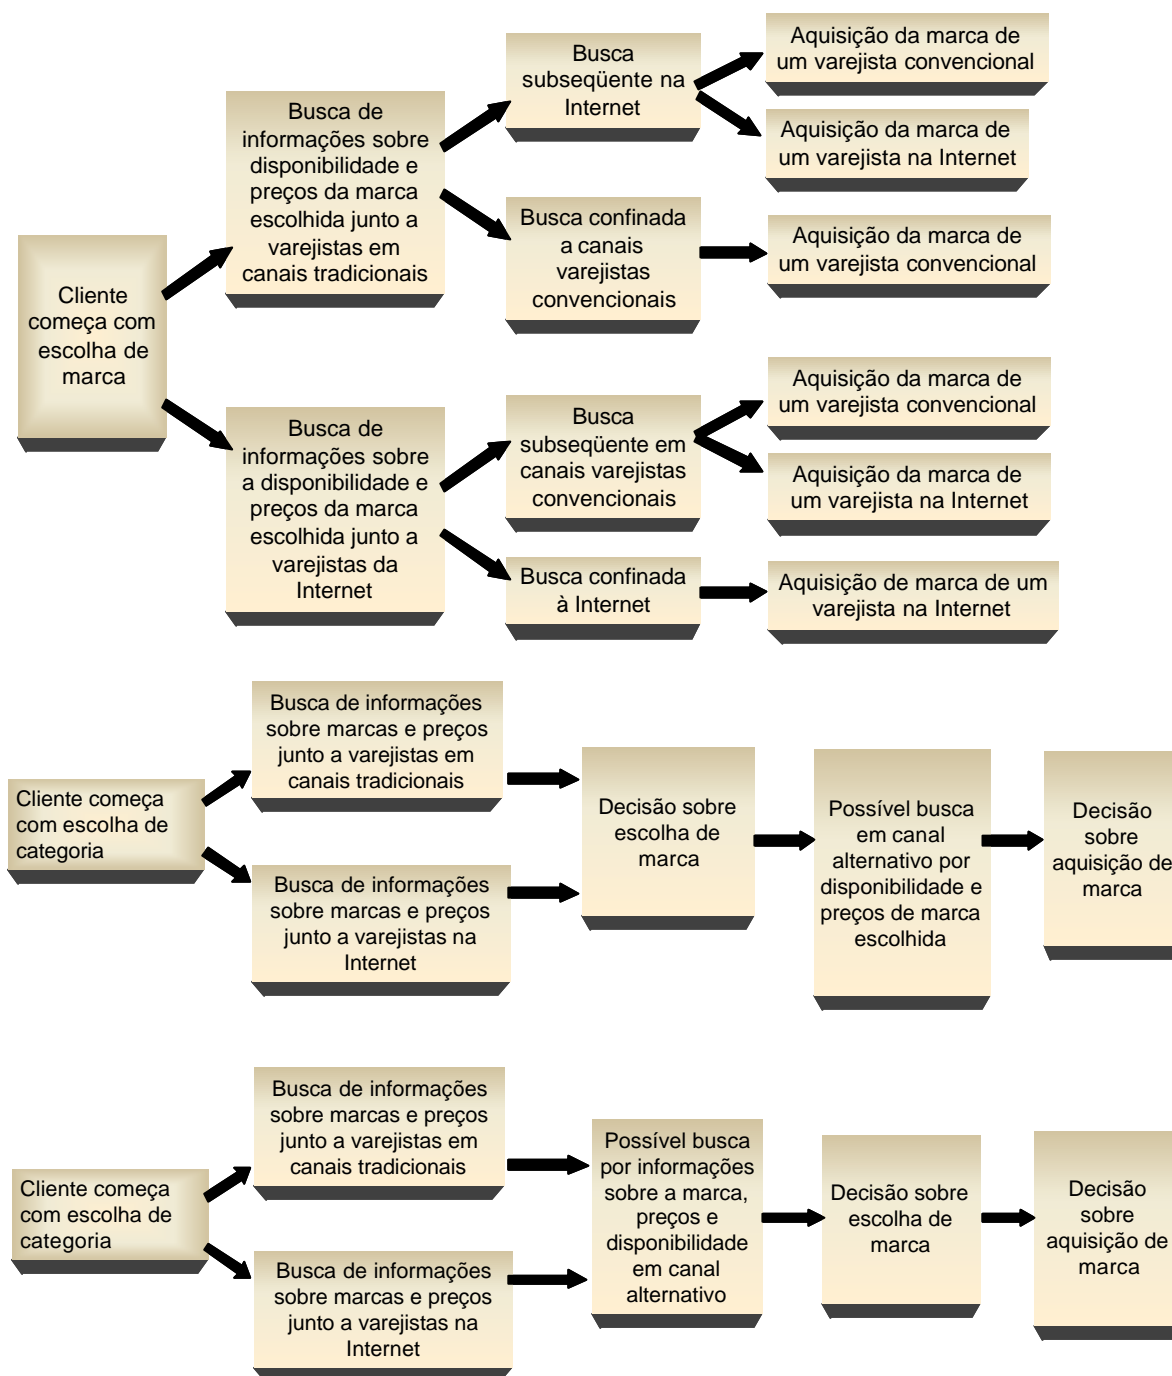 Cliente
começa com
escolha de
marca
Busca de
informações sobre
disponibilidade e
preços da marca
escolhida junto a
varejistas em
canais tradicionais
Busca
subseqüente na
Internet
Aquisição da marca de
um varejista convencional
Aquisição da marca de
um varejista na Internet
Busca confinada
a canais
varejistas
convencionais
Aquisição da marca de
um varejista convencional
Busca de
informações sobre
a disponibilidade e
preços da marca
escolhida junto a
varejistas da
Internet
Busca
subseqüente em
canais varejistas
convencionais
Aquisição da marca de
um varejista convencional
Aquisição da marca de
um varejista na Internet
Busca confinada
à Internet
Aquisição de marca de um
varejista na Internet
Cliente começa
com escolha de
categoria
Busca de informações
sobre marcas e preços
junto a varejistas em
canais tradicionais
Busca de informações
sobre marcas e preços
junto a varejistas na
Internet
Decisão sobre
escolha de
marca
Possível busca
em canal
alternativo por
disponibilidade e
preços de marca
escolhida
Decisão
sobre
aquisição de
marca
Cliente começa
com escolha de
categoria
Busca de informações
sobre marcas e preços
junto a varejistas em
canais tradicionais
Busca de informações
sobre marcas e preços
junto a varejistas na
Internet
Possível busca
por informações
sobre a marca,
preços e
disponibilidade
em canal
alternativo
Decisão sobre
escolha de
marca
Decisão
sobre
aquisição de
marca